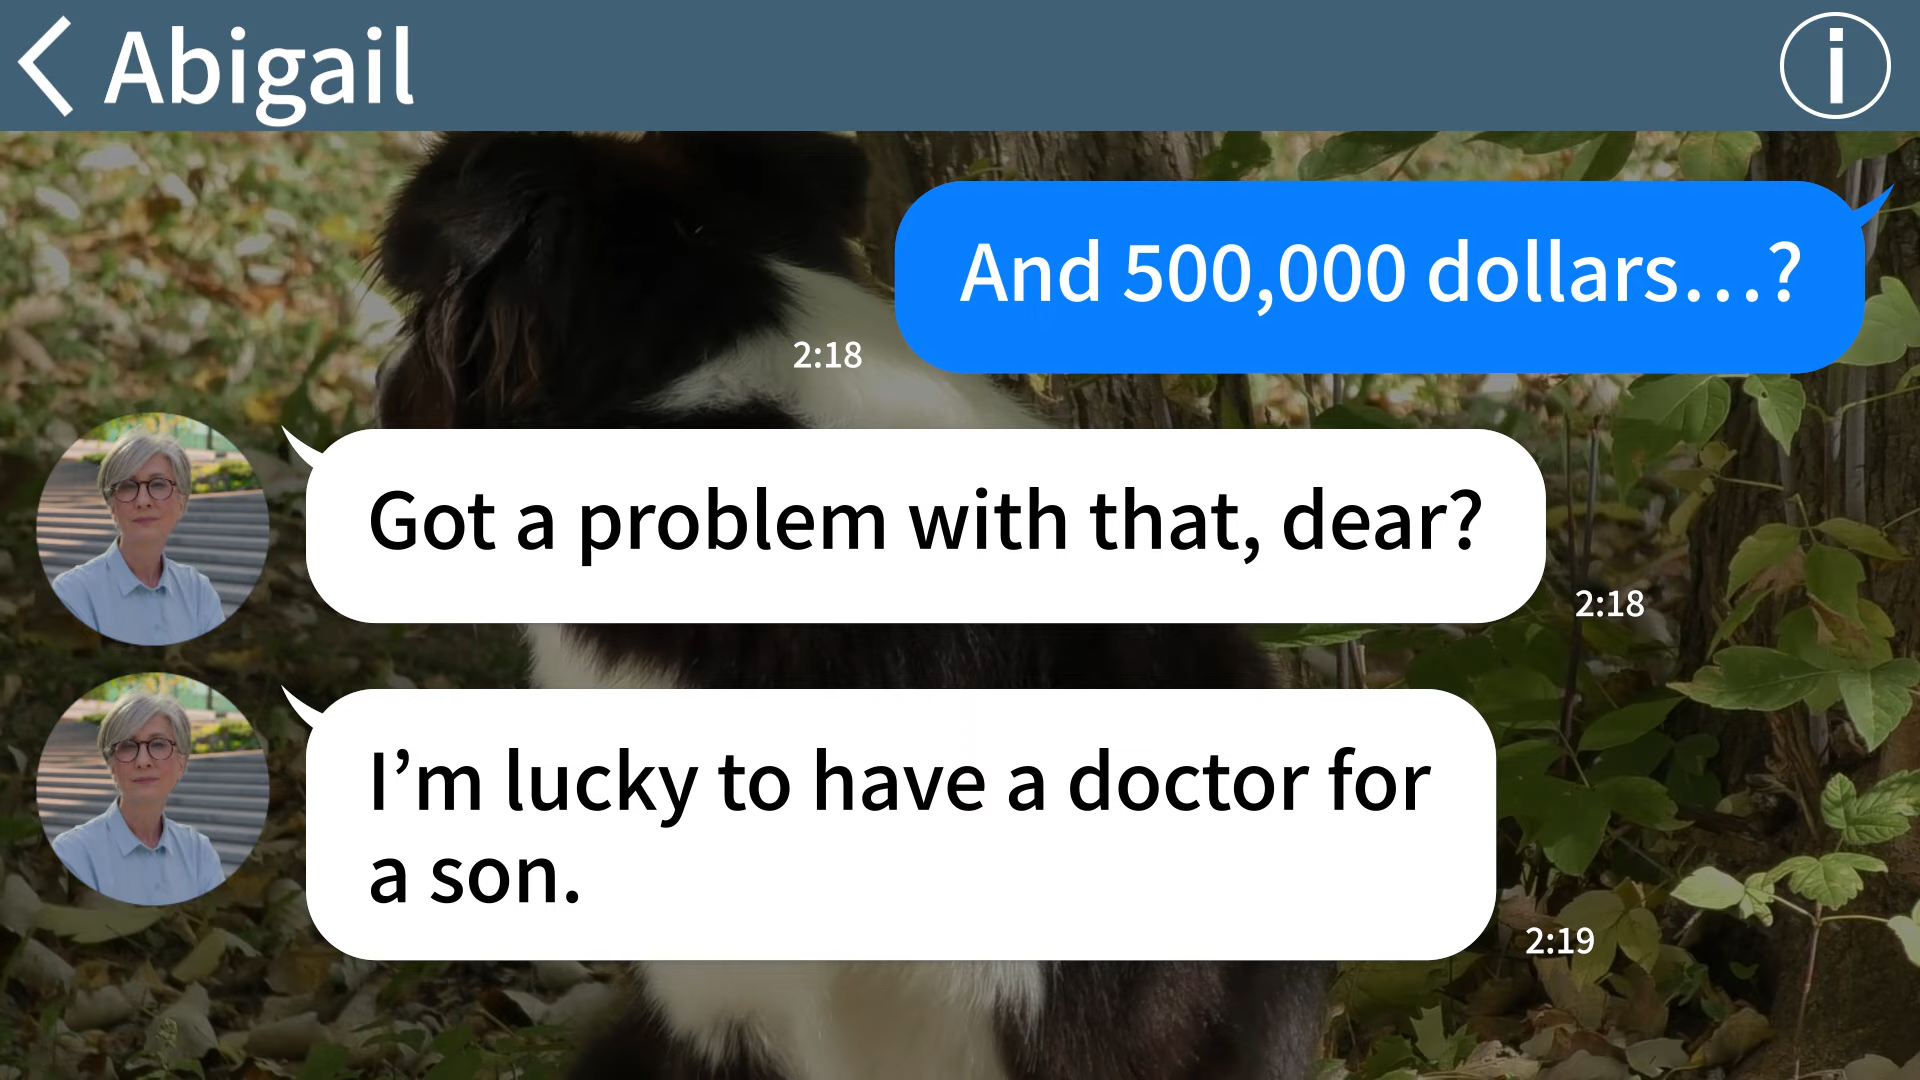 Abigail
And 500,000 dollars…?
2:18
Got a problem with that, dear?
2:18
I’m lucky to have a doctor for
a son.
2:19